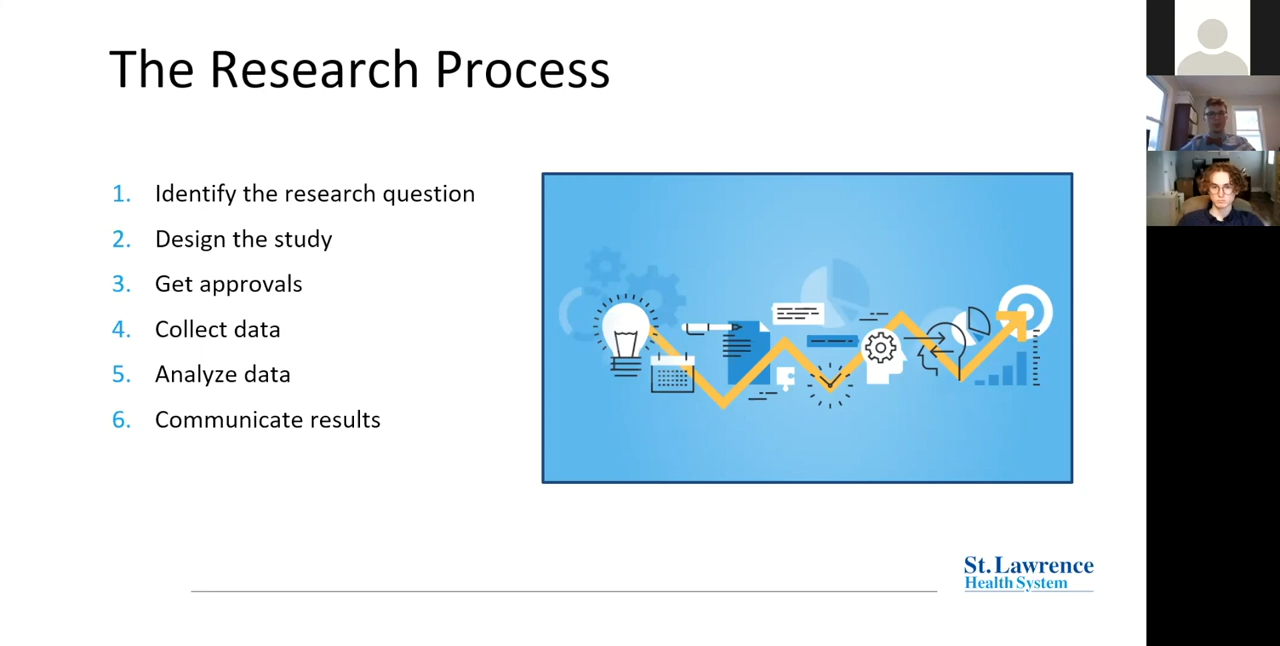 The Research Process
1. Identify the research question
2. Design the study
3. Get approvals
4. Collect data
5. Analyze data
6. Communicate results
St. Lawrence
Health System